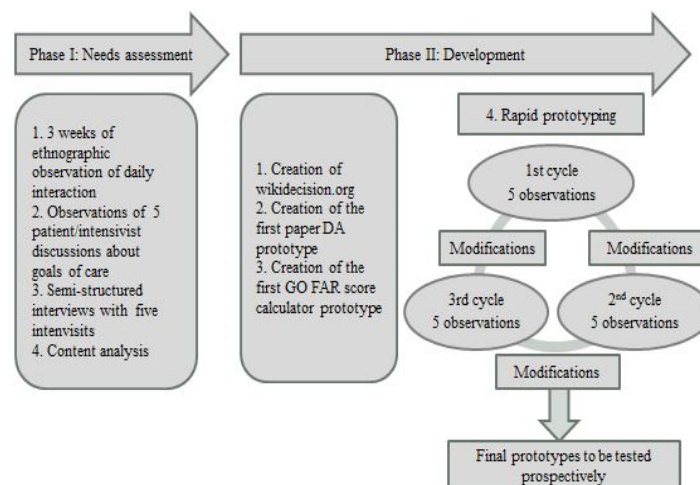 Phase I: Needs assessment
Phase II: Development
1. 3 weeks of
ethnographic
observation of daily
interaction
2. Observations of 5
patient/intensivist
discussions about
goals of care
3. Semi-structured
interviews with five
intenvisits
4. Content analysis
1. Creation of
wikidecision.org
2. Creation of the
first paper DA
prototype
3. Creation of the
first GO FAR score
calculator prototype
4. Rapid prototyping
1st cycle
5 observations
Modifications
Modifications
3rd cycle
5 observations
2nd cycle
5 observations
Modifications
Final prototypes to be tested
prospectively